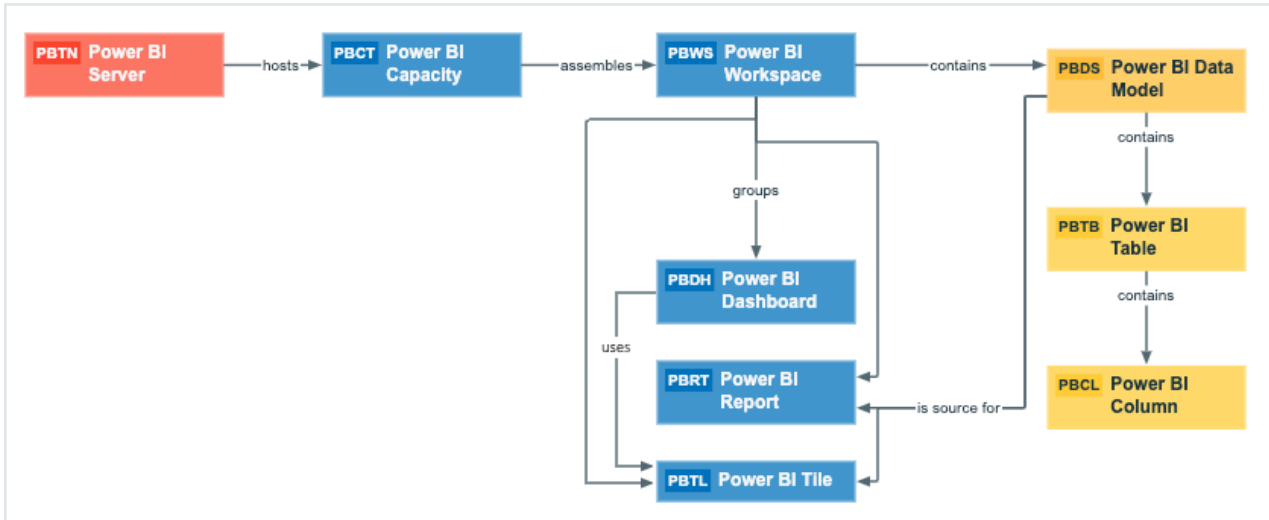 PBTN Power BI
Server
hosts
PBCT Power BI
Capacity
assembles
PBWS Power BI
Workspace
contains
PBDS Power BI Data
Model
contains
groups
PBTB Power BI
Table
PBDH Power BI
Dashboard
contains
uses
PBRT Power BI
Report
is source for
PBCL Power BI
Column
PBTL Power BI Tile